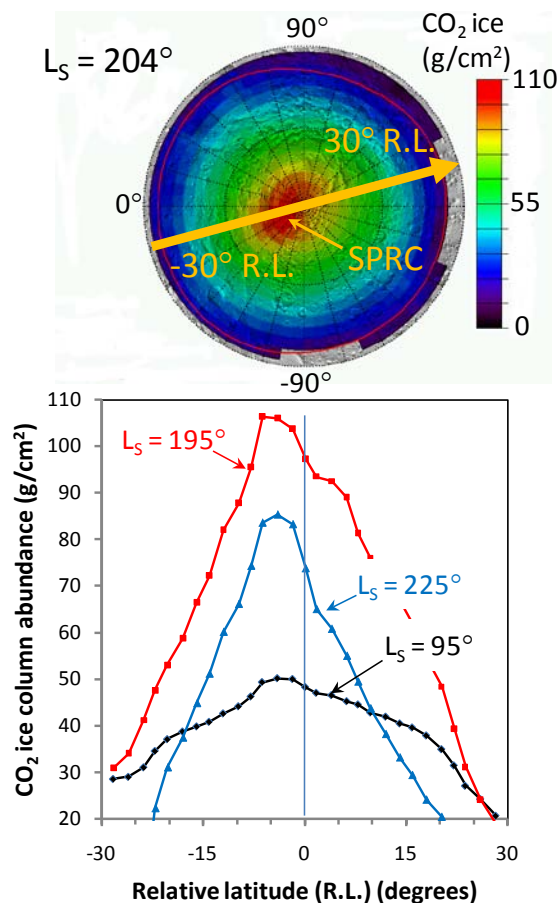 90°
CO₂ ice
(g/cm²)
L_S = 204°
110
30° R.L.
0°
55
-30° R.L.
SPRC
0
-90°
110
100
90
80
70
60
50
40
30
20
CO₂ ice column abundance (g/cm²)
L_S = 195°
L_S = 225°
L_S = 95°
-30
-15
0
15
30
Relative latitude (R.L.) (degrees)